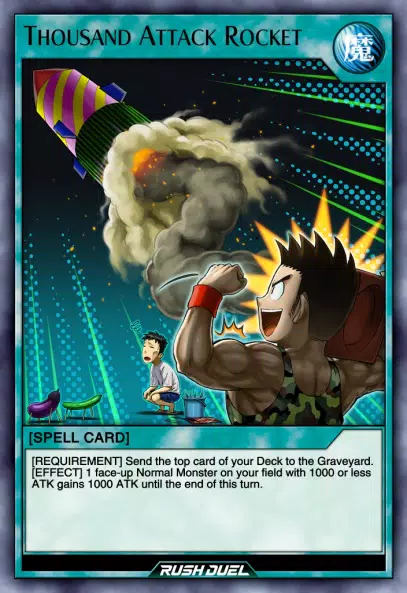 THOUSAND ATTACK ROCKET
魔
[SPELL CARD]
[REQUIREMENT] Send the top card of your Deck to the Graveyard.
[EFFECT] 1 face-up Normal Monster on your field with 1000 or less
ATK gains 1000 ATK until the end of this turn.
RUSH DUEL